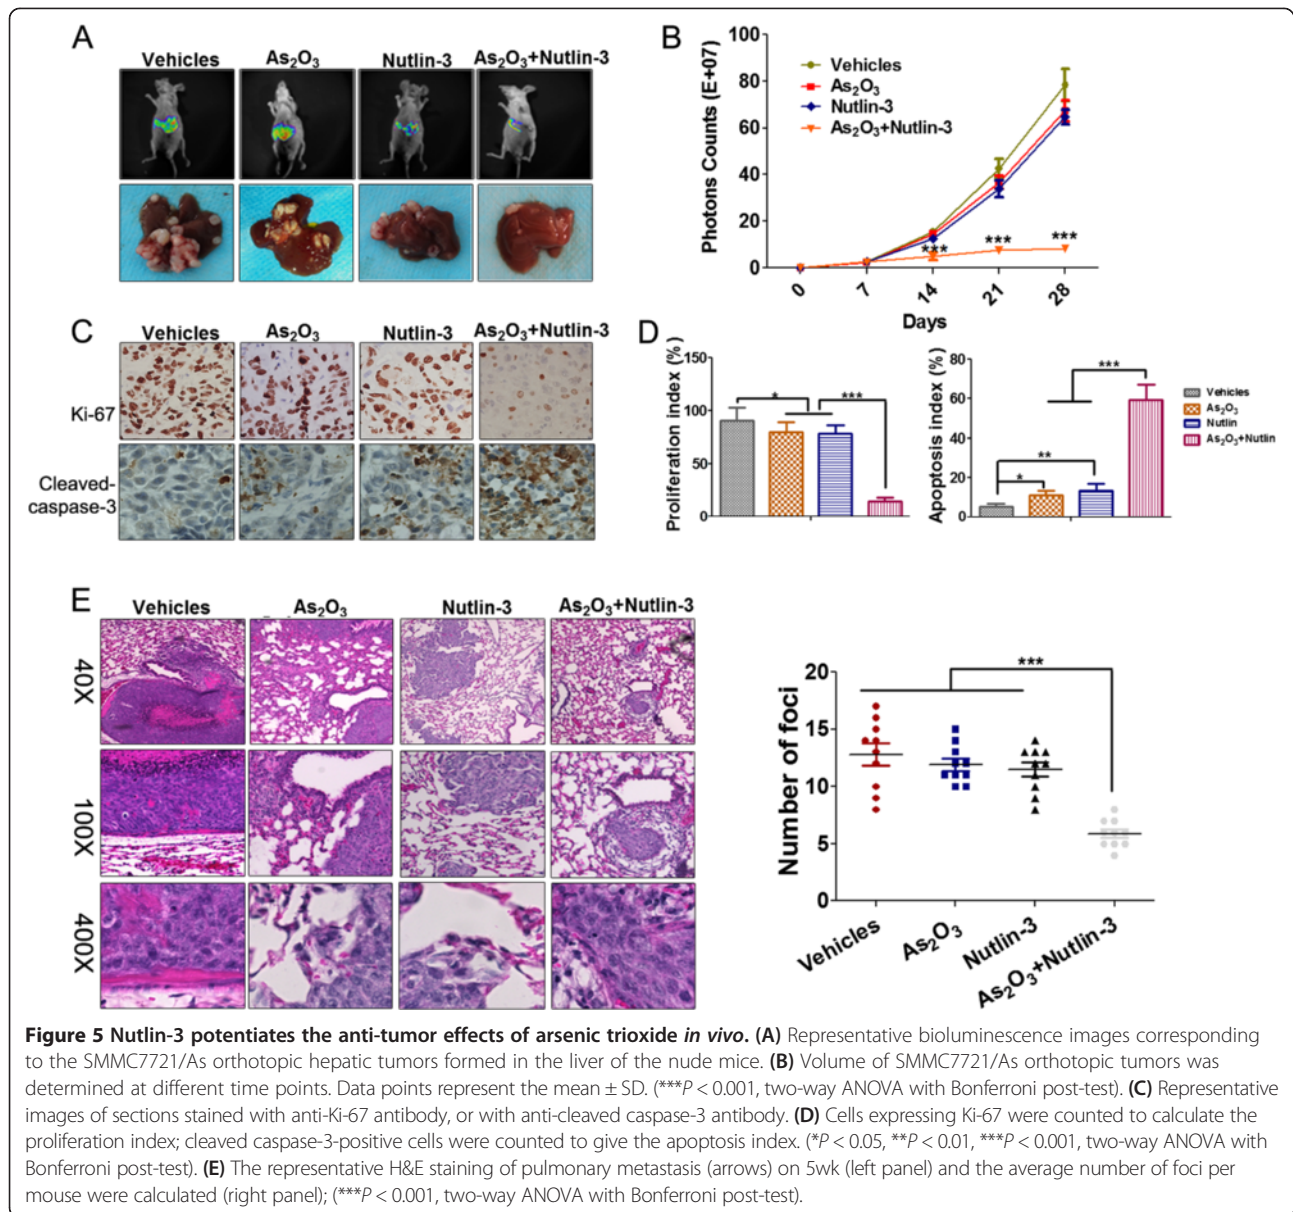 A
Vehicles As₂O₃ Nutlin-3 As₂O₃+Nutlin-3
B
Photons Counts (E+07)
100
80
60
40
20
0
Vehicles
As₂O₃
Nutlin-3
As₂O₃+Nutlin-3
*** *** ***
0 7 14 21 28
Days
C
Vehicles As₂O₃ Nutlin-3 As₂O₃+Nutlin-3
Ki-67
Cleaved-
caspase-3
D
Proliferation index (%)
150
100
50
0
* ***
Apoptosis index (%)
80
60
40
20
0
***
**
*
Vehicles
As₂O₃
Nutlin
As₂O₃+Nutlin
E
Vehicles As₂O₃ Nutlin-3 As₂O₃+Nutlin-3
40X
100X
4000X
Number of foci
20
15
10
5
0
***
Vehicles As₂O₃ Nutlin-3 As₂O₃+Nutlin-3
Figure 5 Nutlin-3 potentiates the anti-tumor effects of arsenic trioxide in vivo. (A) Representative bioluminescence images corresponding
to the SMMC7721/As orthotopic hepatic tumors formed in the liver of the nude mice. (B) Volume of SMMC7721/As orthotopic tumors was
determined at different time points. Data points represent the mean ± SD. (***P < 0.001, two-way ANOVA with Bonferroni post-test). (C) Representative
images of sections stained with anti-Ki-67 antibody, or with anti-cleaved caspase-3 antibody. (D) Cells expressing Ki-67 were counted to calculate the
proliferation index; cleaved caspase-3-positive cells were counted to give the apoptosis index. (*P < 0.05, **P < 0.01, ***P < 0.001, two-way ANOVA with
Bonferroni post-test). (E) The representative H&E staining of pulmonary metastasis (arrows) on 5wk (left panel) and the average number of foci per
mouse were calculated (right panel); (***P < 0.001, two-way ANOVA with Bonferroni post-test).